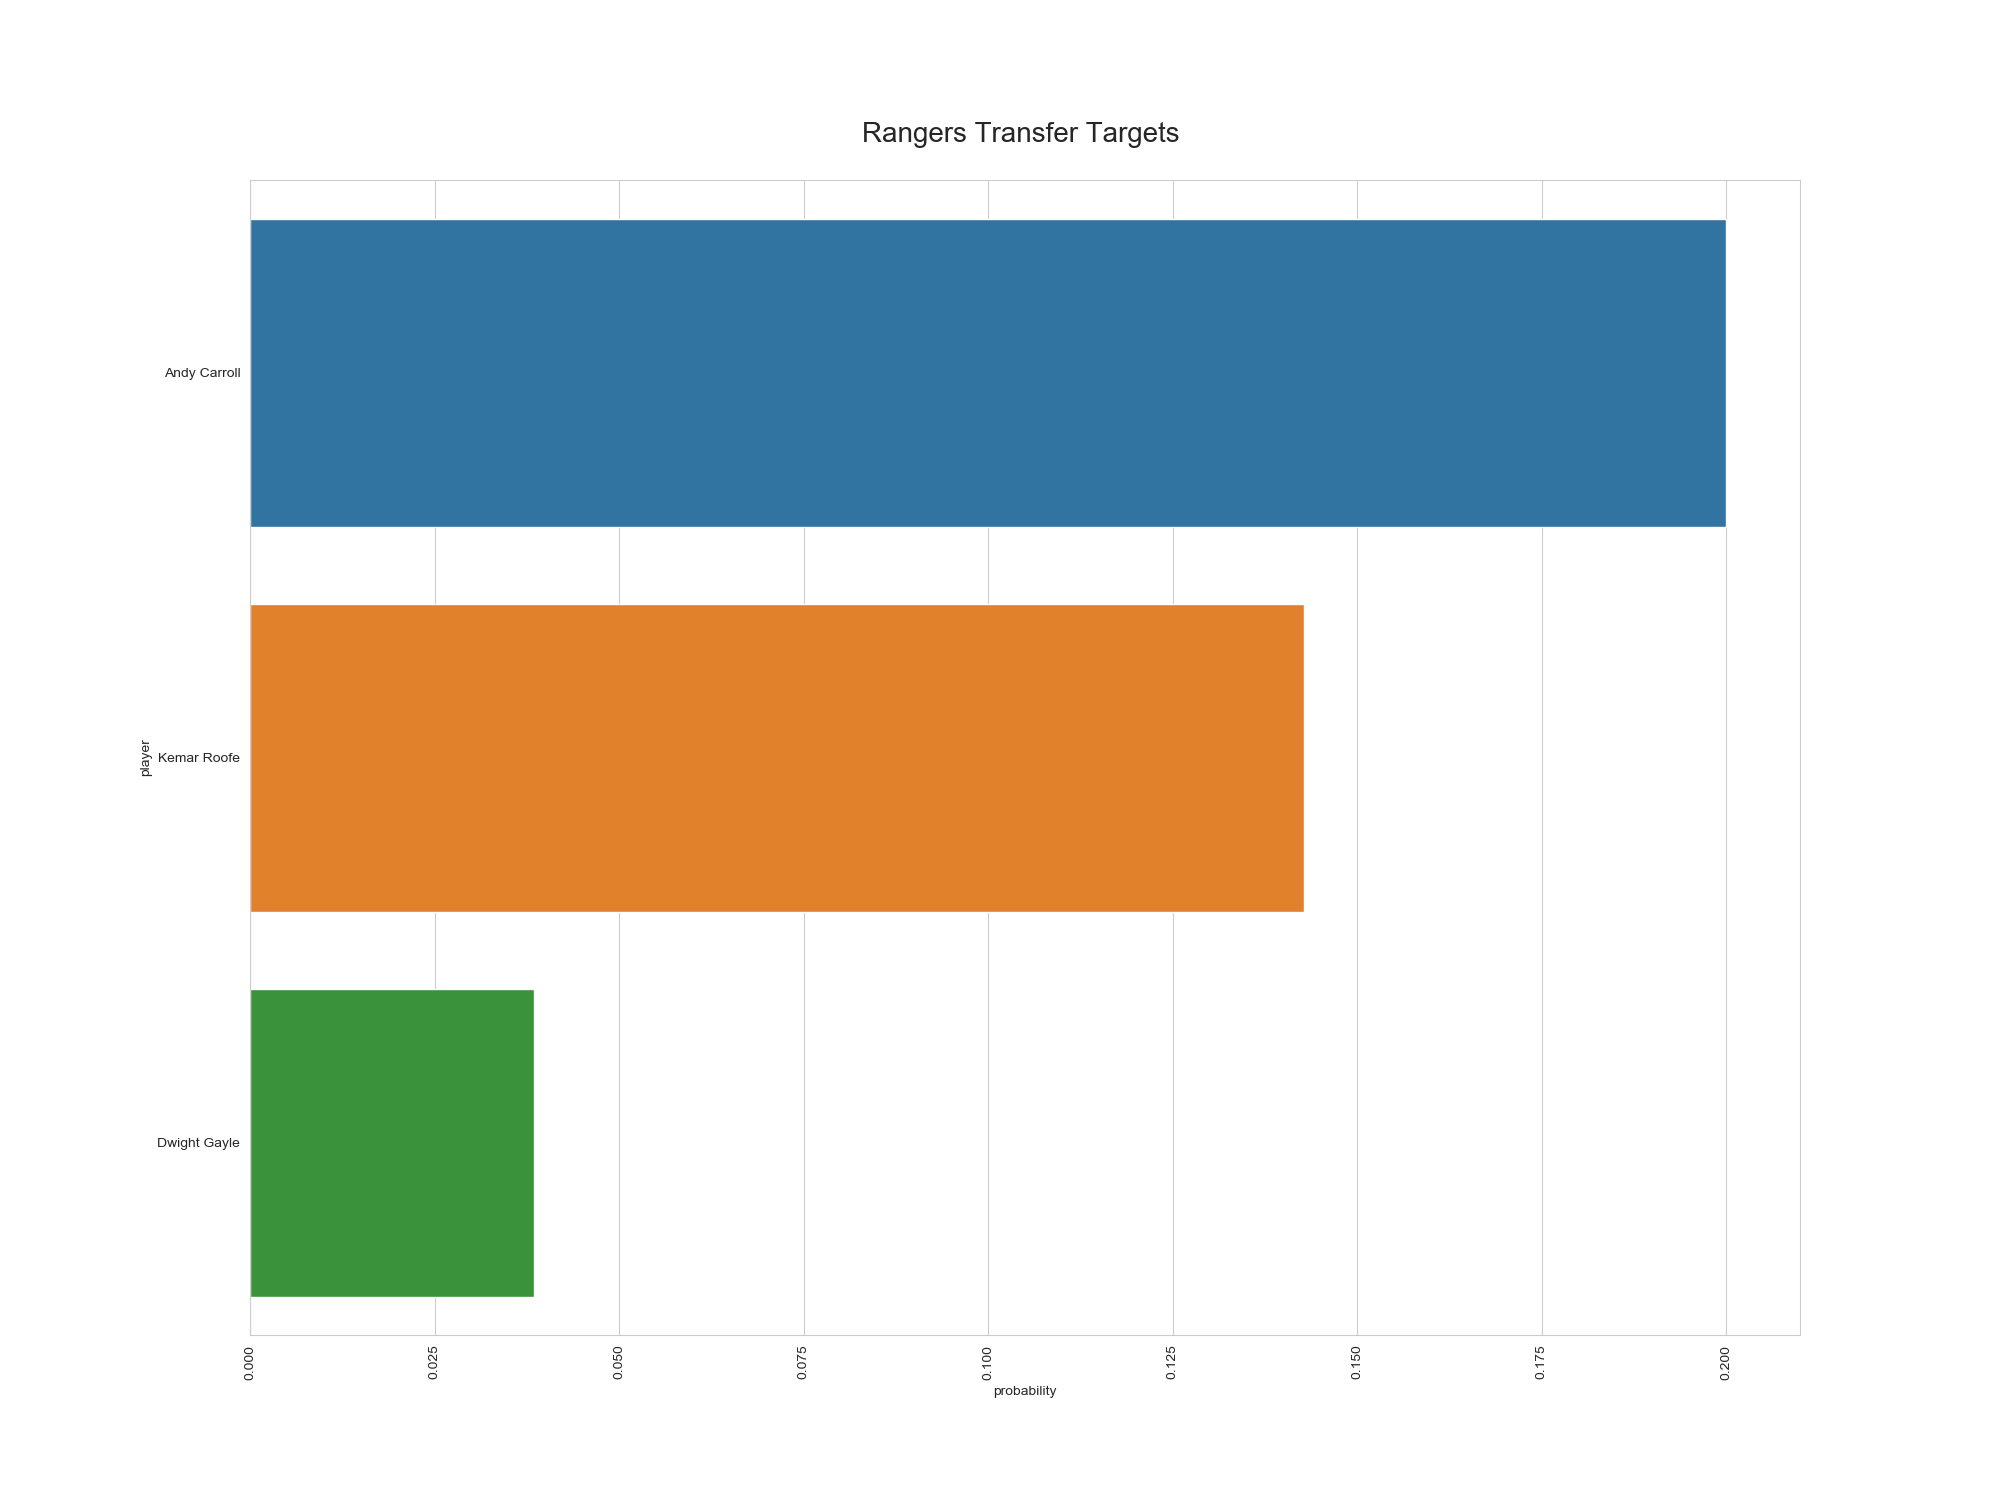 Rangers Transfer Targets
Andy Carroll
Kemar Roofe
Dwight Gayle
player
0.000
0.025
0.050
0.075
0.100
0.125
0.150
0.175
0.200
probability